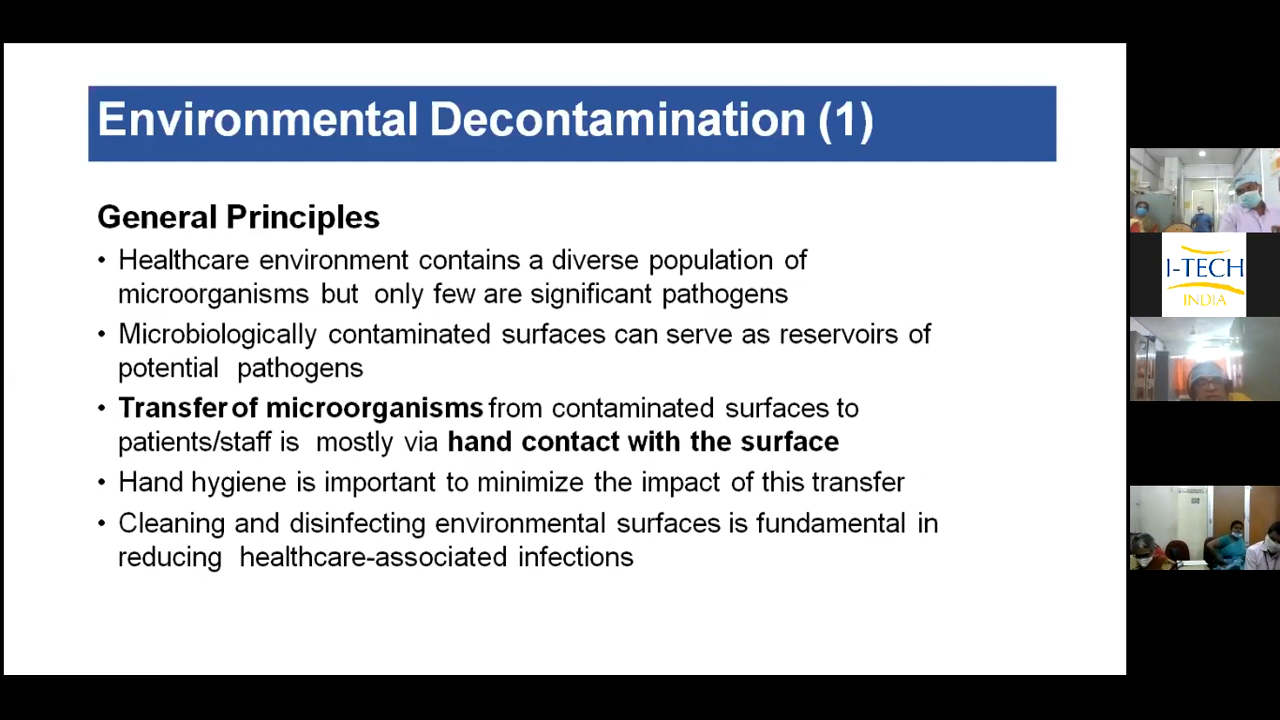 Environmental Decontamination (1)
General Principles
• Healthcare environment contains a diverse population of
microorganisms but only few are significant pathogens
• Microbiologically contaminated surfaces can serve as reservoirs of
potential pathogens
• Transfer of microorganisms from contaminated surfaces to
patients/staff is mostly via hand contact with the surface
• Hand hygiene is important to minimize the impact of this transfer
• Cleaning and disinfecting environmental surfaces is fundamental in
reducing healthcare-associated infections
I-TECH
INDIA